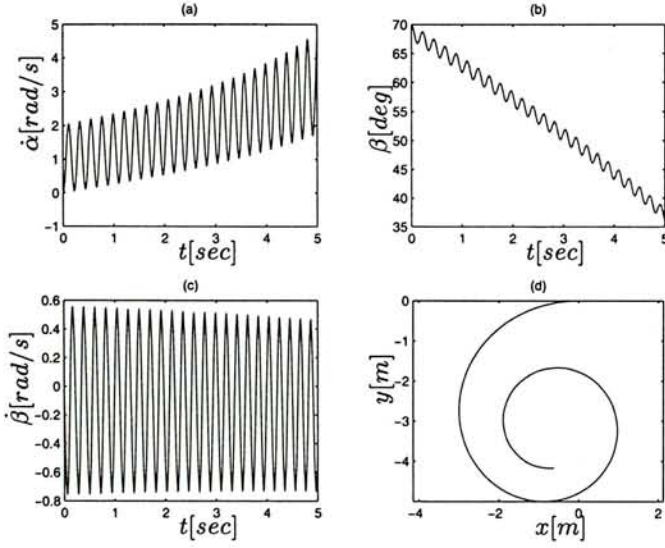 (a)
5
4
3
2
1
0
-1
α̇[rad/s]
0 1 2 3 4 5
t[sec]
(b)
70
65
60
55
50
45
40
35
β[deg]
0 1 2 3 4 5
t[sec]
(c)
0.6
0.4
0.2
0
-0.2
-0.4
-0.6
-0.8
β̇[rad/s]
0 1 2 3 4 5
t[sec]
(d)
0
-1
-2
-3
-4
y[m]
-4 -2 0 2
x[m]